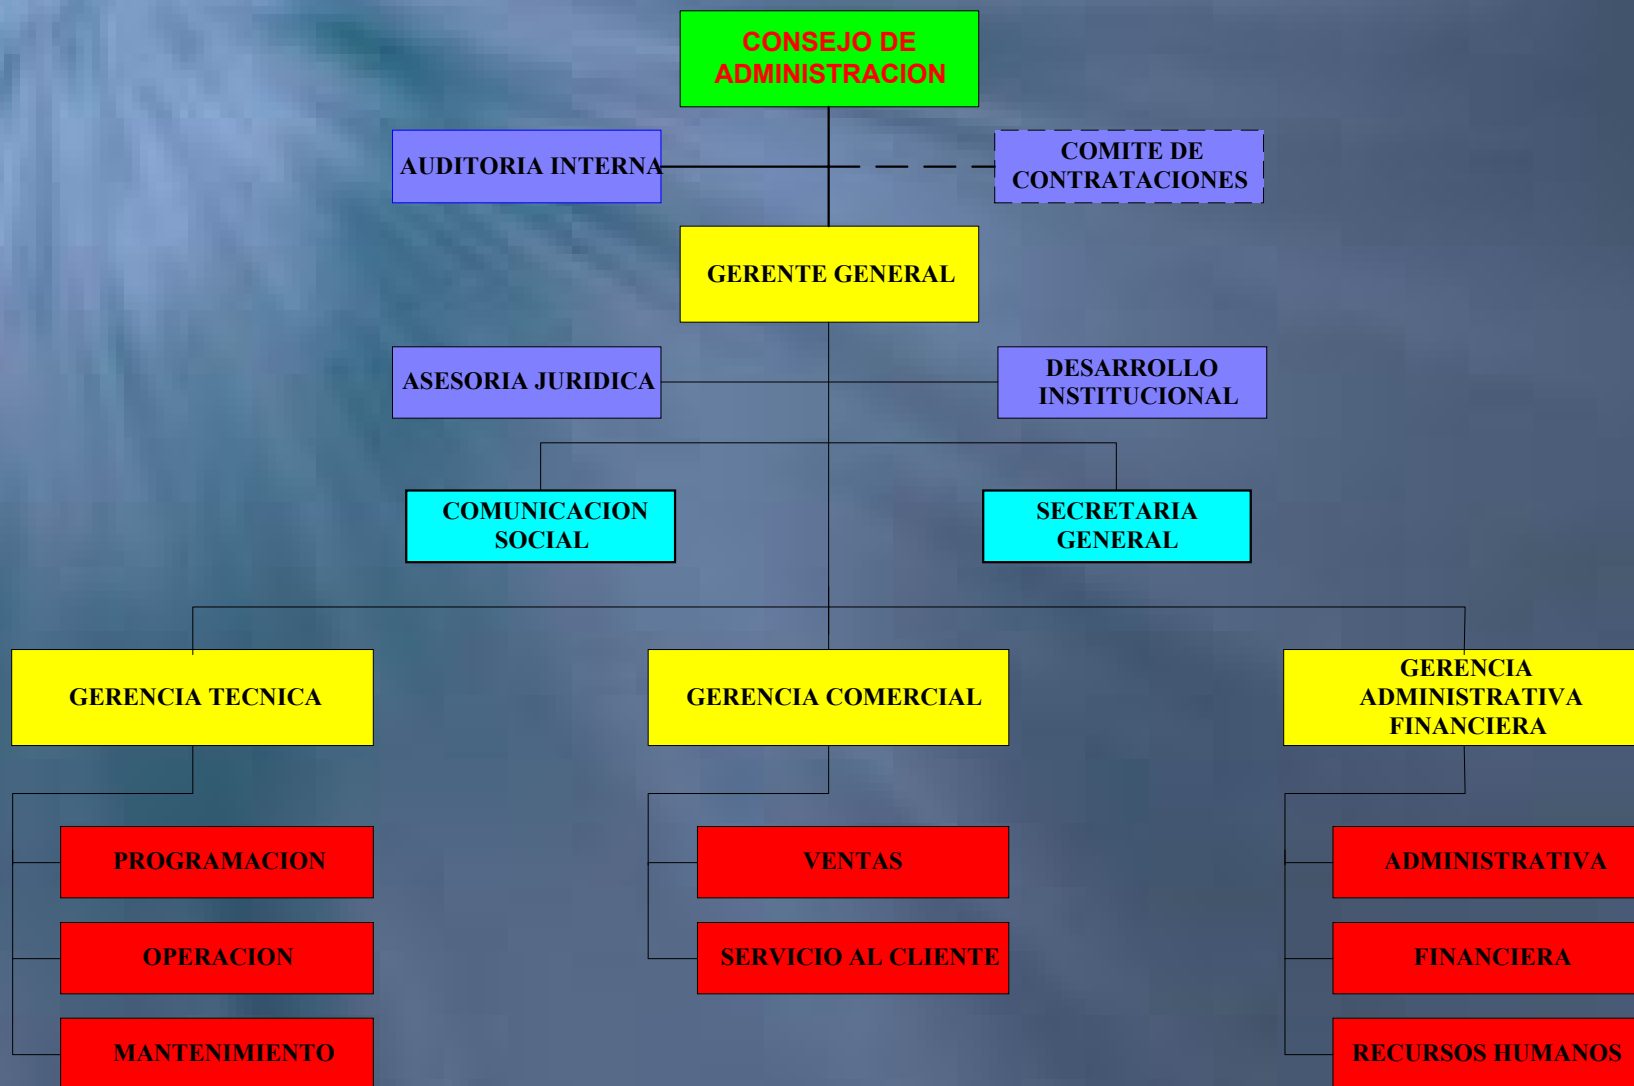 CONSEJO DE
ADMINISTRACION
AUDITORIA INTERNA
COMITE DE
CONTRATACIONES
GERENTE GENERAL
ASESORIA JURIDICA
DESARROLLO
INSTITUCIONAL
COMUNICACION
SOCIAL
SECRETARIA
GENERAL
GERENCIA TECNICA
GERENCIA COMERCIAL
GERENCIA
ADMINISTRATIVA
FINANCIERA
PROGRAMACION
VENTAS
ADMINISTRATIVA
OPERACION
SERVICIO AL CLIENTE
FINANCIERA
MANTENIMIENTO
RECURSOS HUMANOS